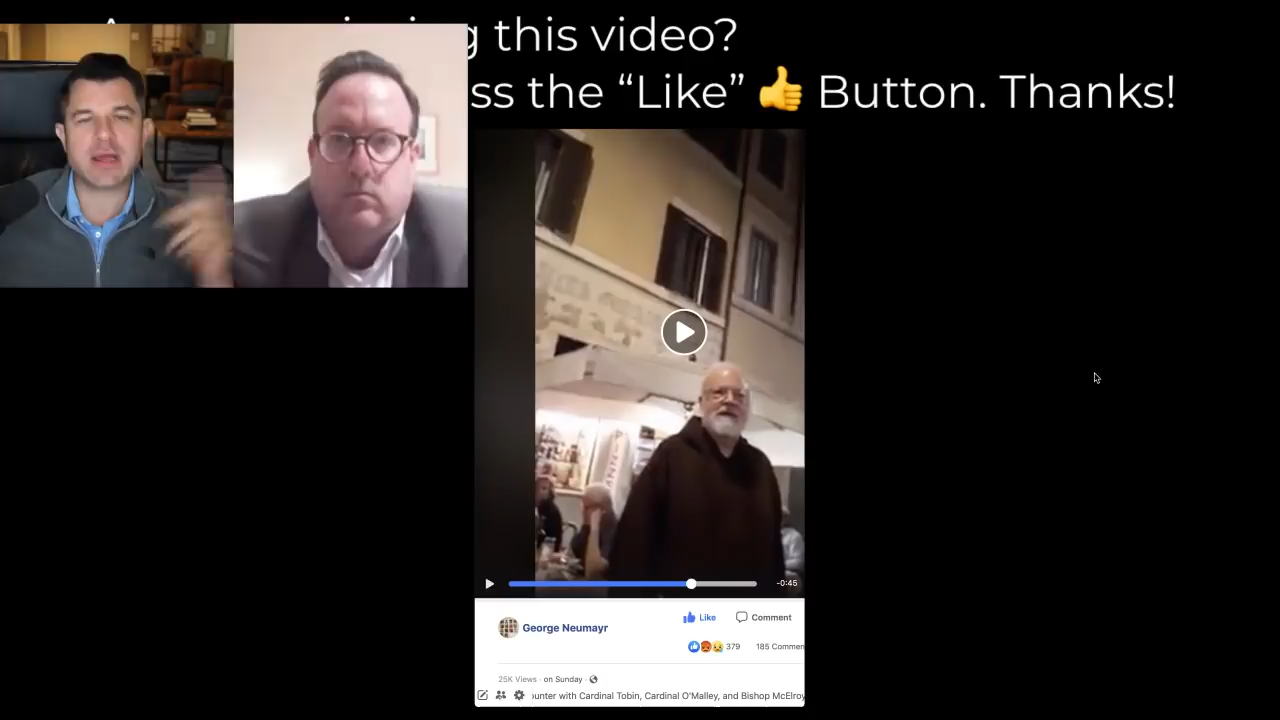 g this video?
ss the “Like” 👍 Button. Thanks!
-0:45
George Neumayr
Like
Comment
379
185 Commen
25K Views · on Sunday ·
unter with Cardinal Tobin, Cardinal O'Malley, and Bishop McElroy